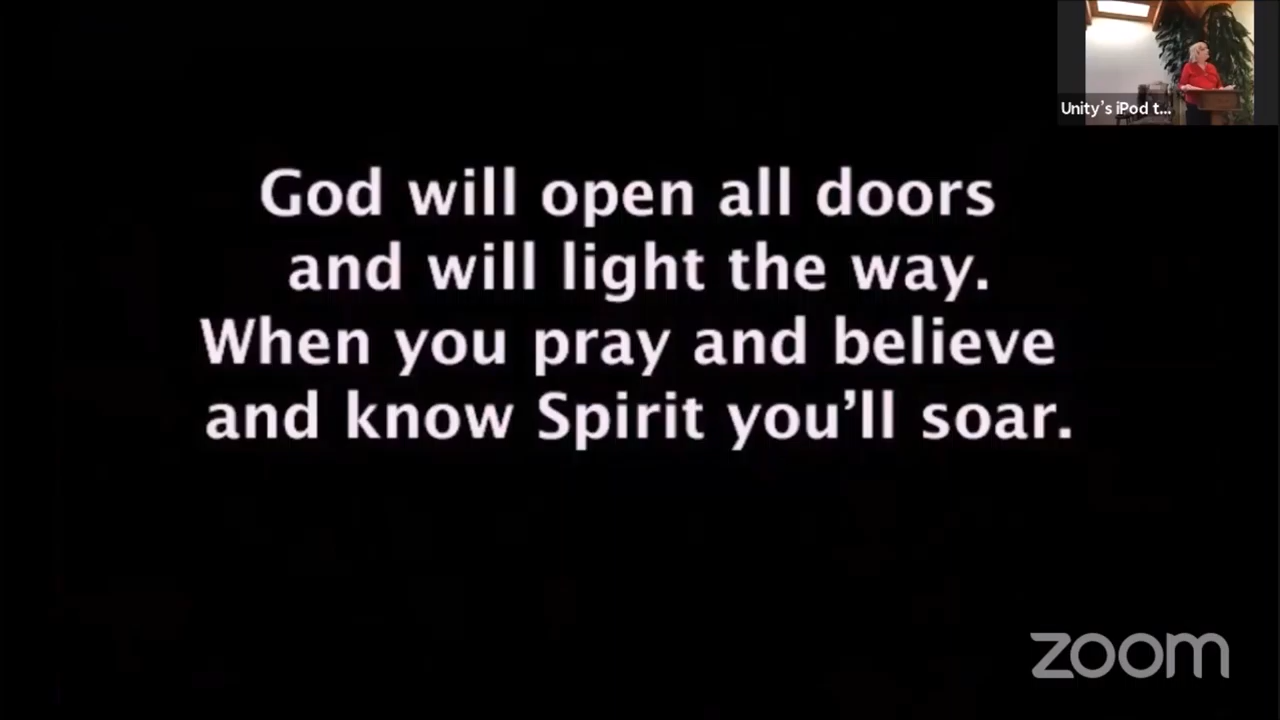 Unity's iPod t...
God will open all doors
and will light the way.
When you pray and believe
and know Spirit you'll soar.
zoom